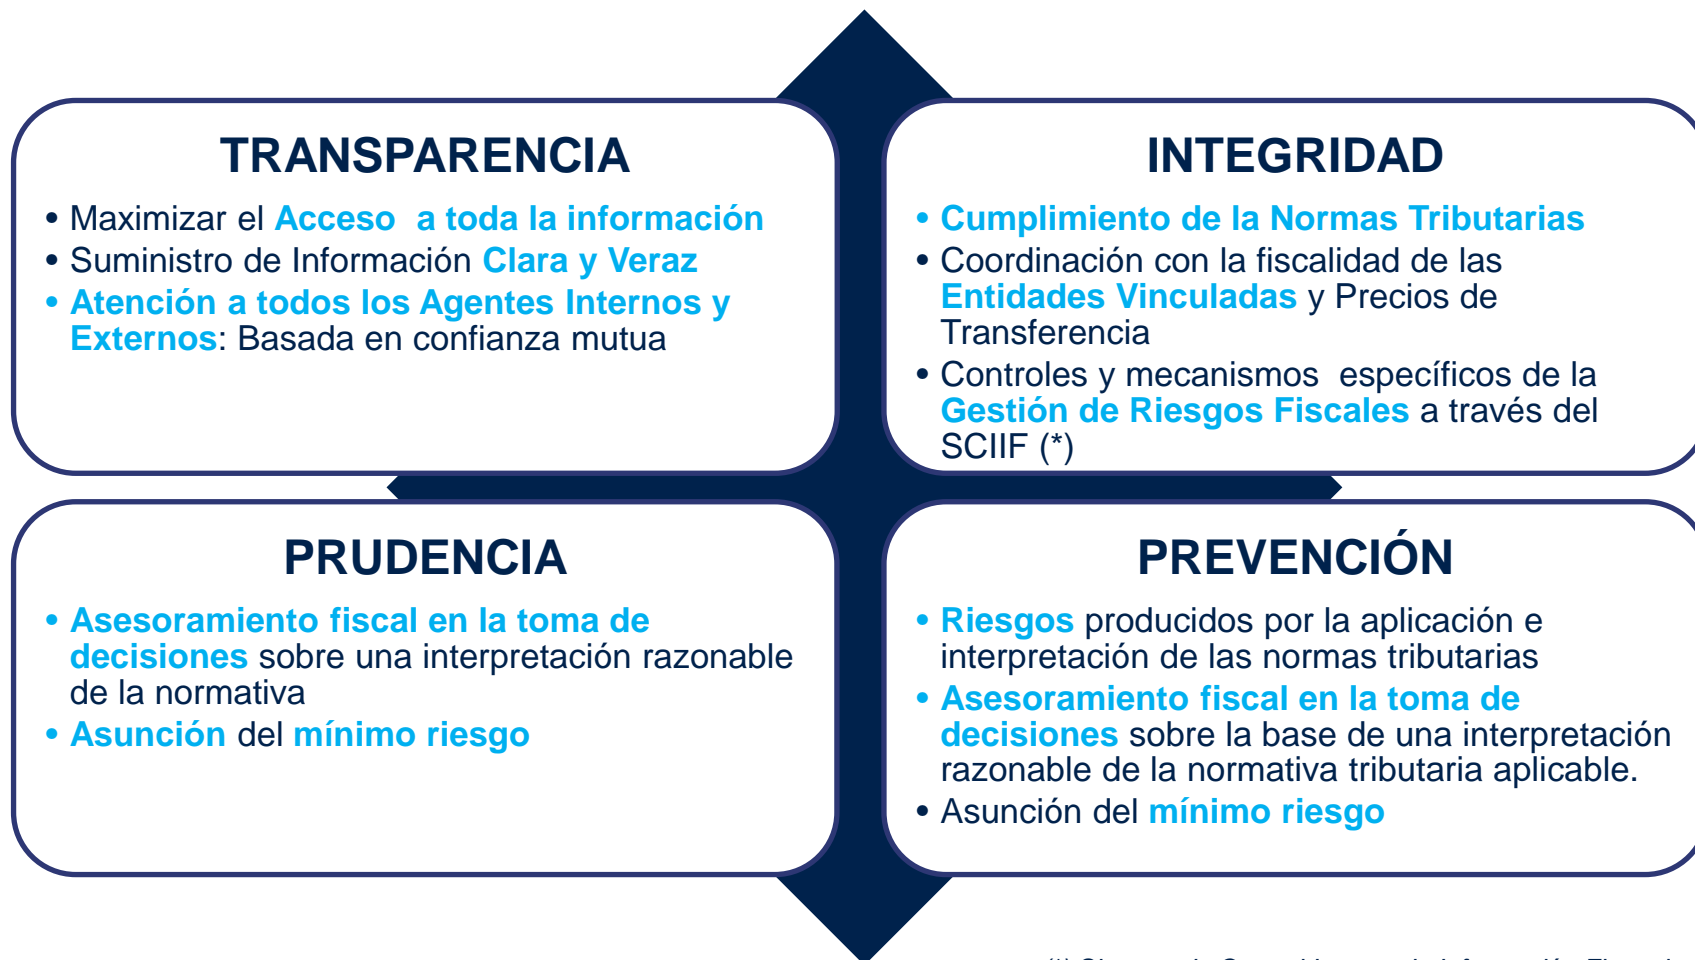 TRANSPARENCIA
• Maximizar el Acceso  a toda la información
• Suministro de Información Clara y Veraz
• Atención a todos los Agentes Internos y
Externos: Basada en confianza mutua
INTEGRIDAD
• Cumplimiento de la Normas Tributarias
• Coordinación con la fiscalidad de las
Entidades Vinculadas y Precios de
Transferencia
• Controles y mecanismos  específicos de la
Gestión de Riesgos Fiscales a través del
SCIIF (*)
PRUDENCIA
• Asesoramiento fiscal en la toma de
decisiones sobre una interpretación razonable
de la normativa
• Asunción del mínimo riesgo
PREVENCIÓN
• Riesgos producidos por la aplicación e
interpretación de las normas tributarias
• Asesoramiento fiscal en la toma de
decisiones sobre la base de una interpretación
razonable de la normativa tributaria aplicable.
• Asunción del mínimo riesgo